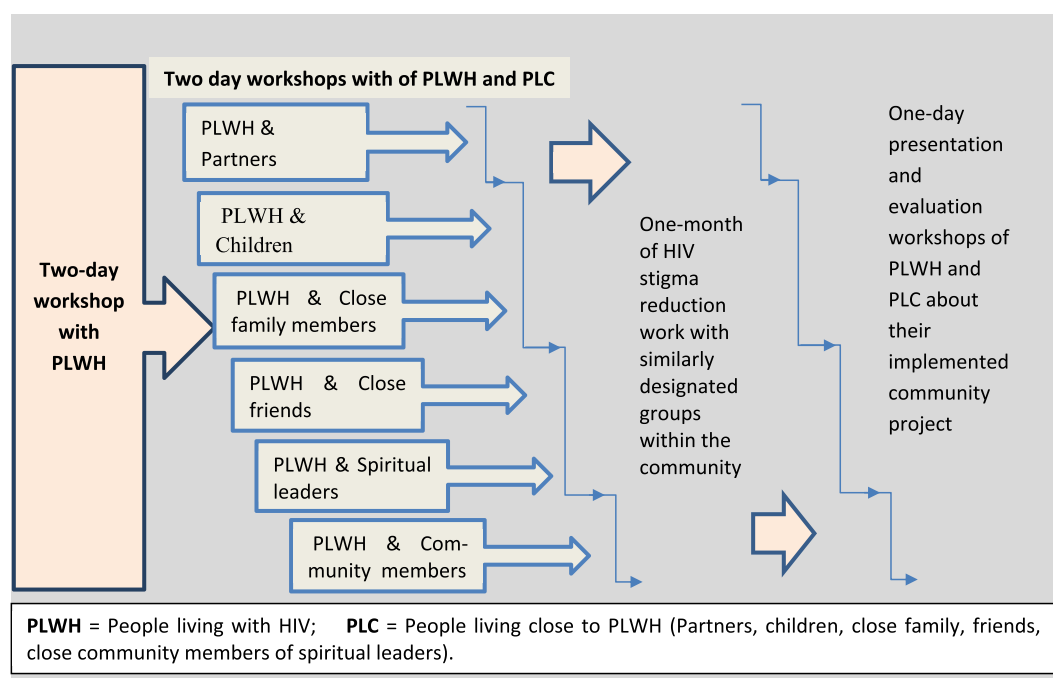 Two day workshops with of PLWH and PLC
Two-day
workshop
with
PLWH
PLWH &
Partners
PLWH &
Children
PLWH & Close
family members
PLWH & Close
friends
PLWH & Spiritual
leaders
PLWH & Com-
munity members
One-month
of HIV
stigma
reduction
work with
similarly
designated
groups
within the
community
One-day
presentation
and
evaluation
workshops of
PLWH and
PLC about
their
implemented
community
project
PLWH = People living with HIV; PLC = People living close to PLWH (Partners, children, close family, friends,
close community members of spiritual leaders).